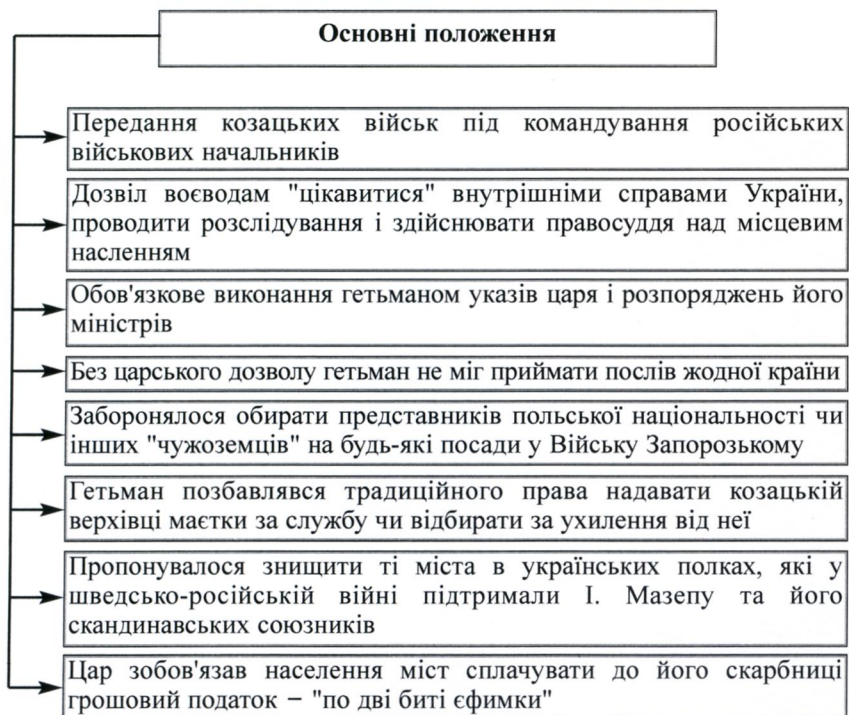 Основні положення
Передання козацьких військ під командування російських
військових начальників
Дозвіл воєводам "цікавитися" внутрішніми справами України,
проводити розслідування і здійснювати правосуддя над місцевим
насленням
Обов'язкове виконання гетьманом указів царя і розпоряджень його
міністрів
Без царського дозволу гетьман не міг приймати послів жодної країни
Заборонялося обирати представників польської національності чи
інших "чужоземців" на будь-які посади у Війську Запорозькому
Гетьман позбавлявся традиційного права надавати козацькій
верхівці маєтки за службу чи відбирати за ухилення від неї
Пропонувалося знищити ті міста в українських полках, які у
шведсько-російській війні підтримали І. Мазепу та його
скандинавських союзників
Цар зобов'язав населення міст сплачувати до його скарбниці
грошовий податок – "по дві биті єфимки"